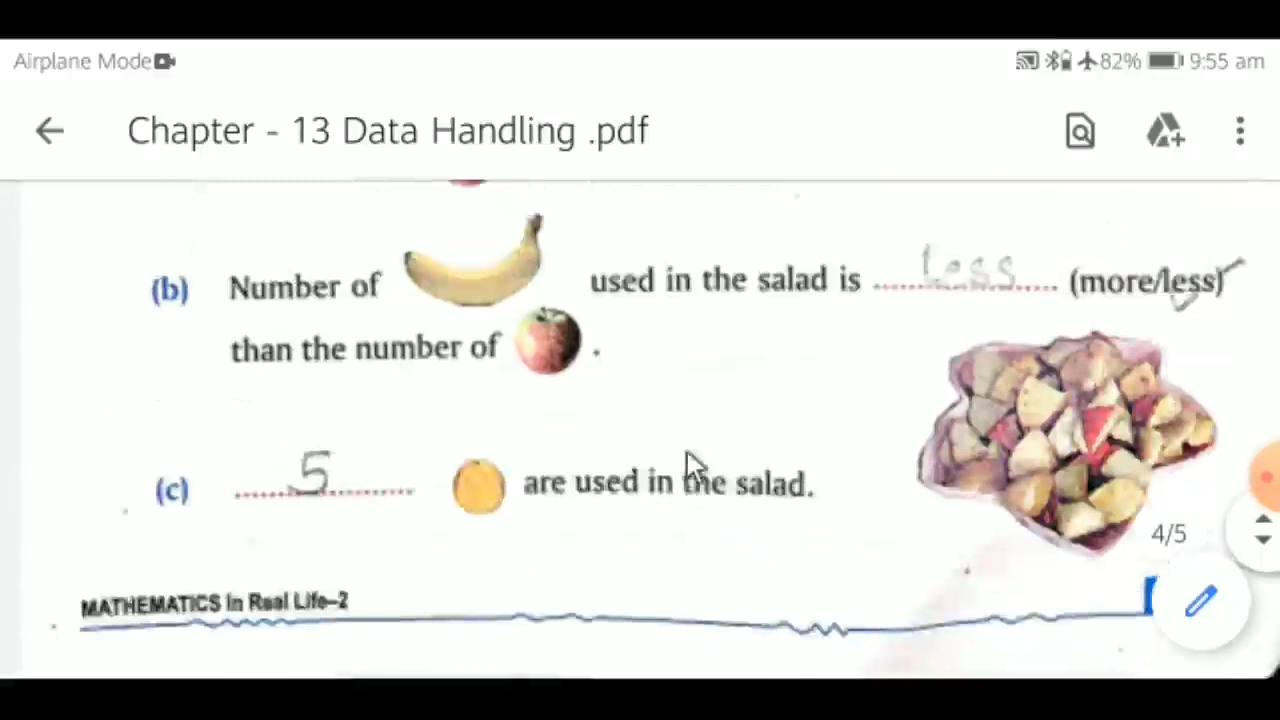 Airplane Mode 82% 9:55 am
Chapter - 13 Data Handling .pdf
(b) Number of used in the salad is less (more/less)
than the number of .
(c) 5 are used in the salad.
4/5
MATHEMATICS in Real Life–2